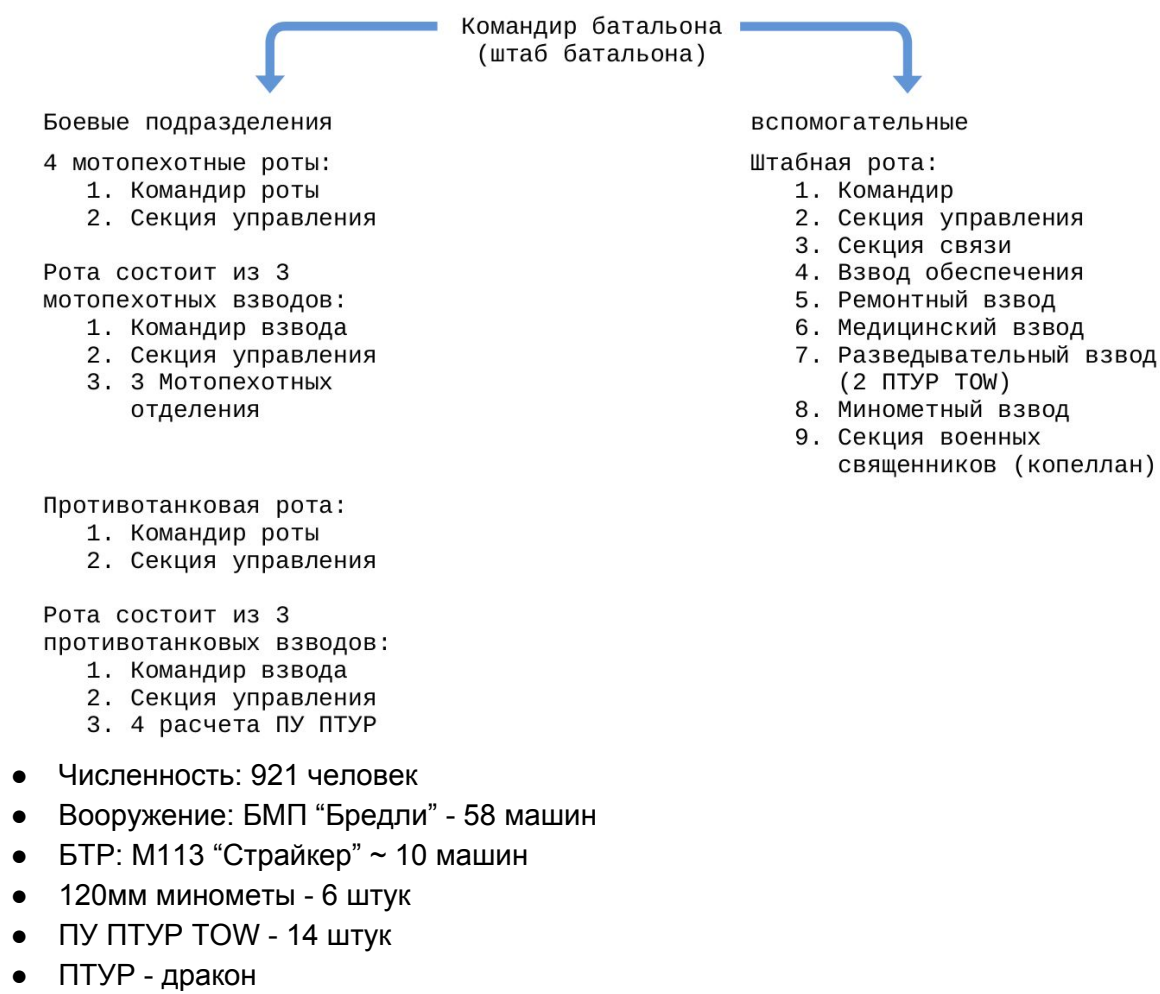 Командир батальона
(штаб батальона)
Боевые подразделения
4 мотопехотные роты:
1. Командир роты
2. Секция управления
Рота состоит из 3
мотопехотных взводов:
1. Командир взвода
2. Секция управления
3. 3 Мотопехотных
отделения
Противотанковая рота:
1. Командир роты
2. Секция управления
Рота состоит из 3
противотанковых взводов:
1. Командир взвода
2. Секция управления
3. 4 расчета ПУ ПТУР
вспомогательные
Штабная рота:
1. Командир
2. Секция управления
3. Секция связи
4. Взвод обеспечения
5. Ремонтный взвод
6. Медицинский взвод
7. Разведывательный взвод
(2 ПТУР TOW)
8. Минометный взвод
9. Секция военных
священников (копеллан)
● Численность: 921 человек
● Вооружение: БМП “Бредли” - 58 машин
● БТР: М113 “Страйкер” ~ 10 машин
● 120мм минометы - 6 штук
● ПУ ПТУР TOW - 14 штук
● ПТУР - дракон